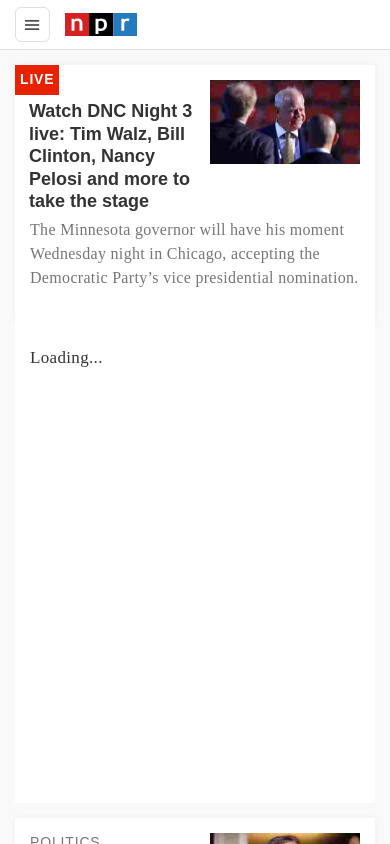 npr
LIVE
Watch DNC Night 3
live: Tim Walz, Bill
Clinton, Nancy
Pelosi and more to
take the stage
The Minnesota governor will have his moment
Wednesday night in Chicago, accepting the
Democratic Party’s vice presidential nomination.
Loading...
POLITICS